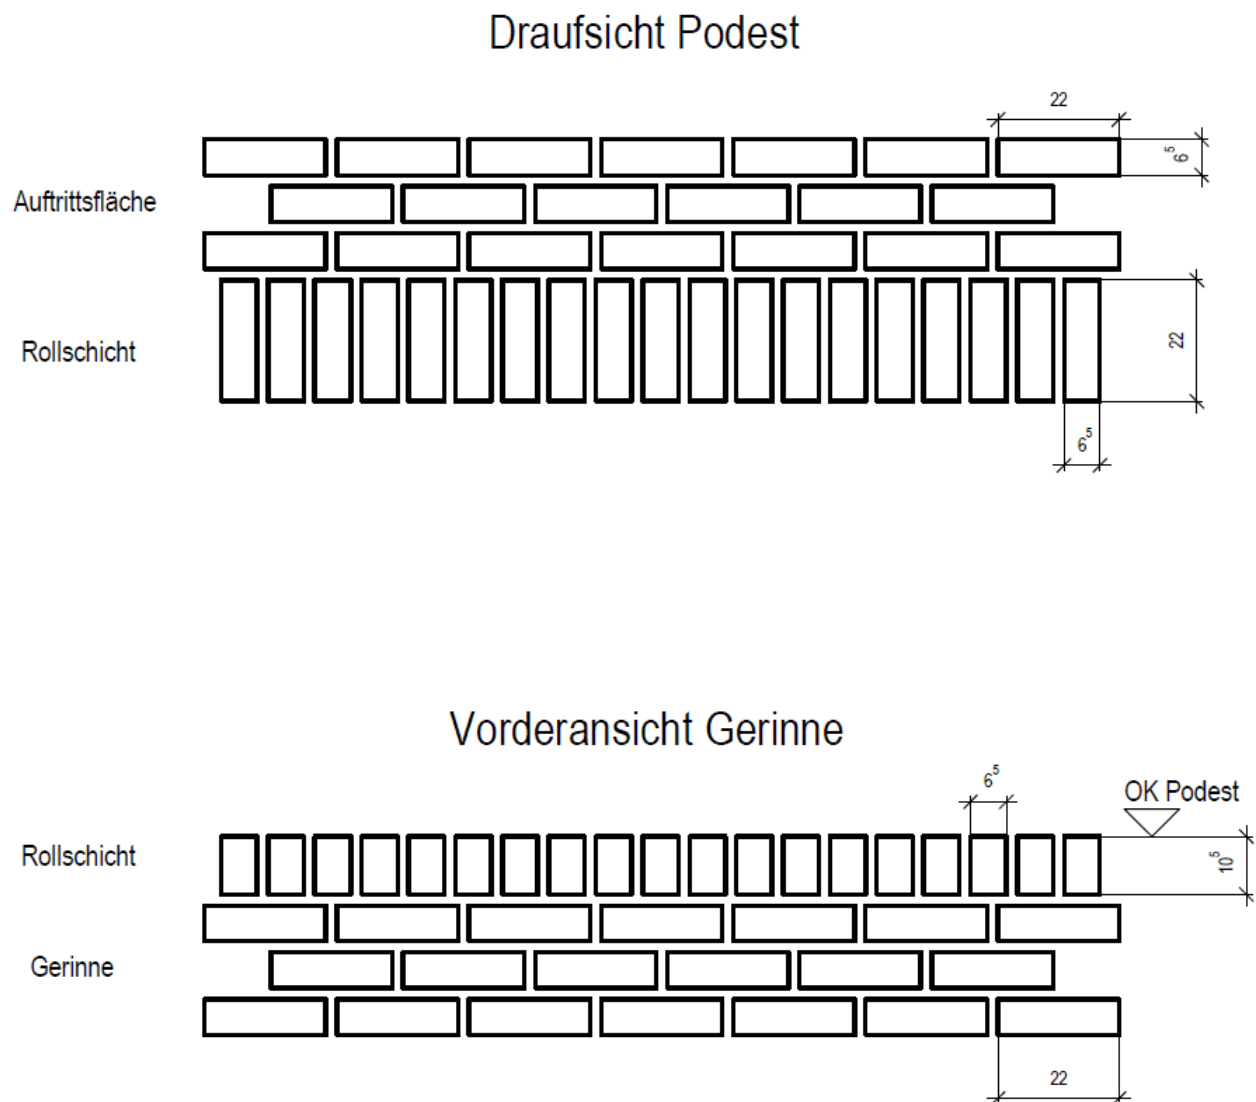 Draufsicht Podest
22
6⁵
Auftrittsfläche
Rollschicht
22
6⁵
Vorderansicht Gerinne
6⁵
OK Podest
Rollschicht
10⁵
Gerinne
22